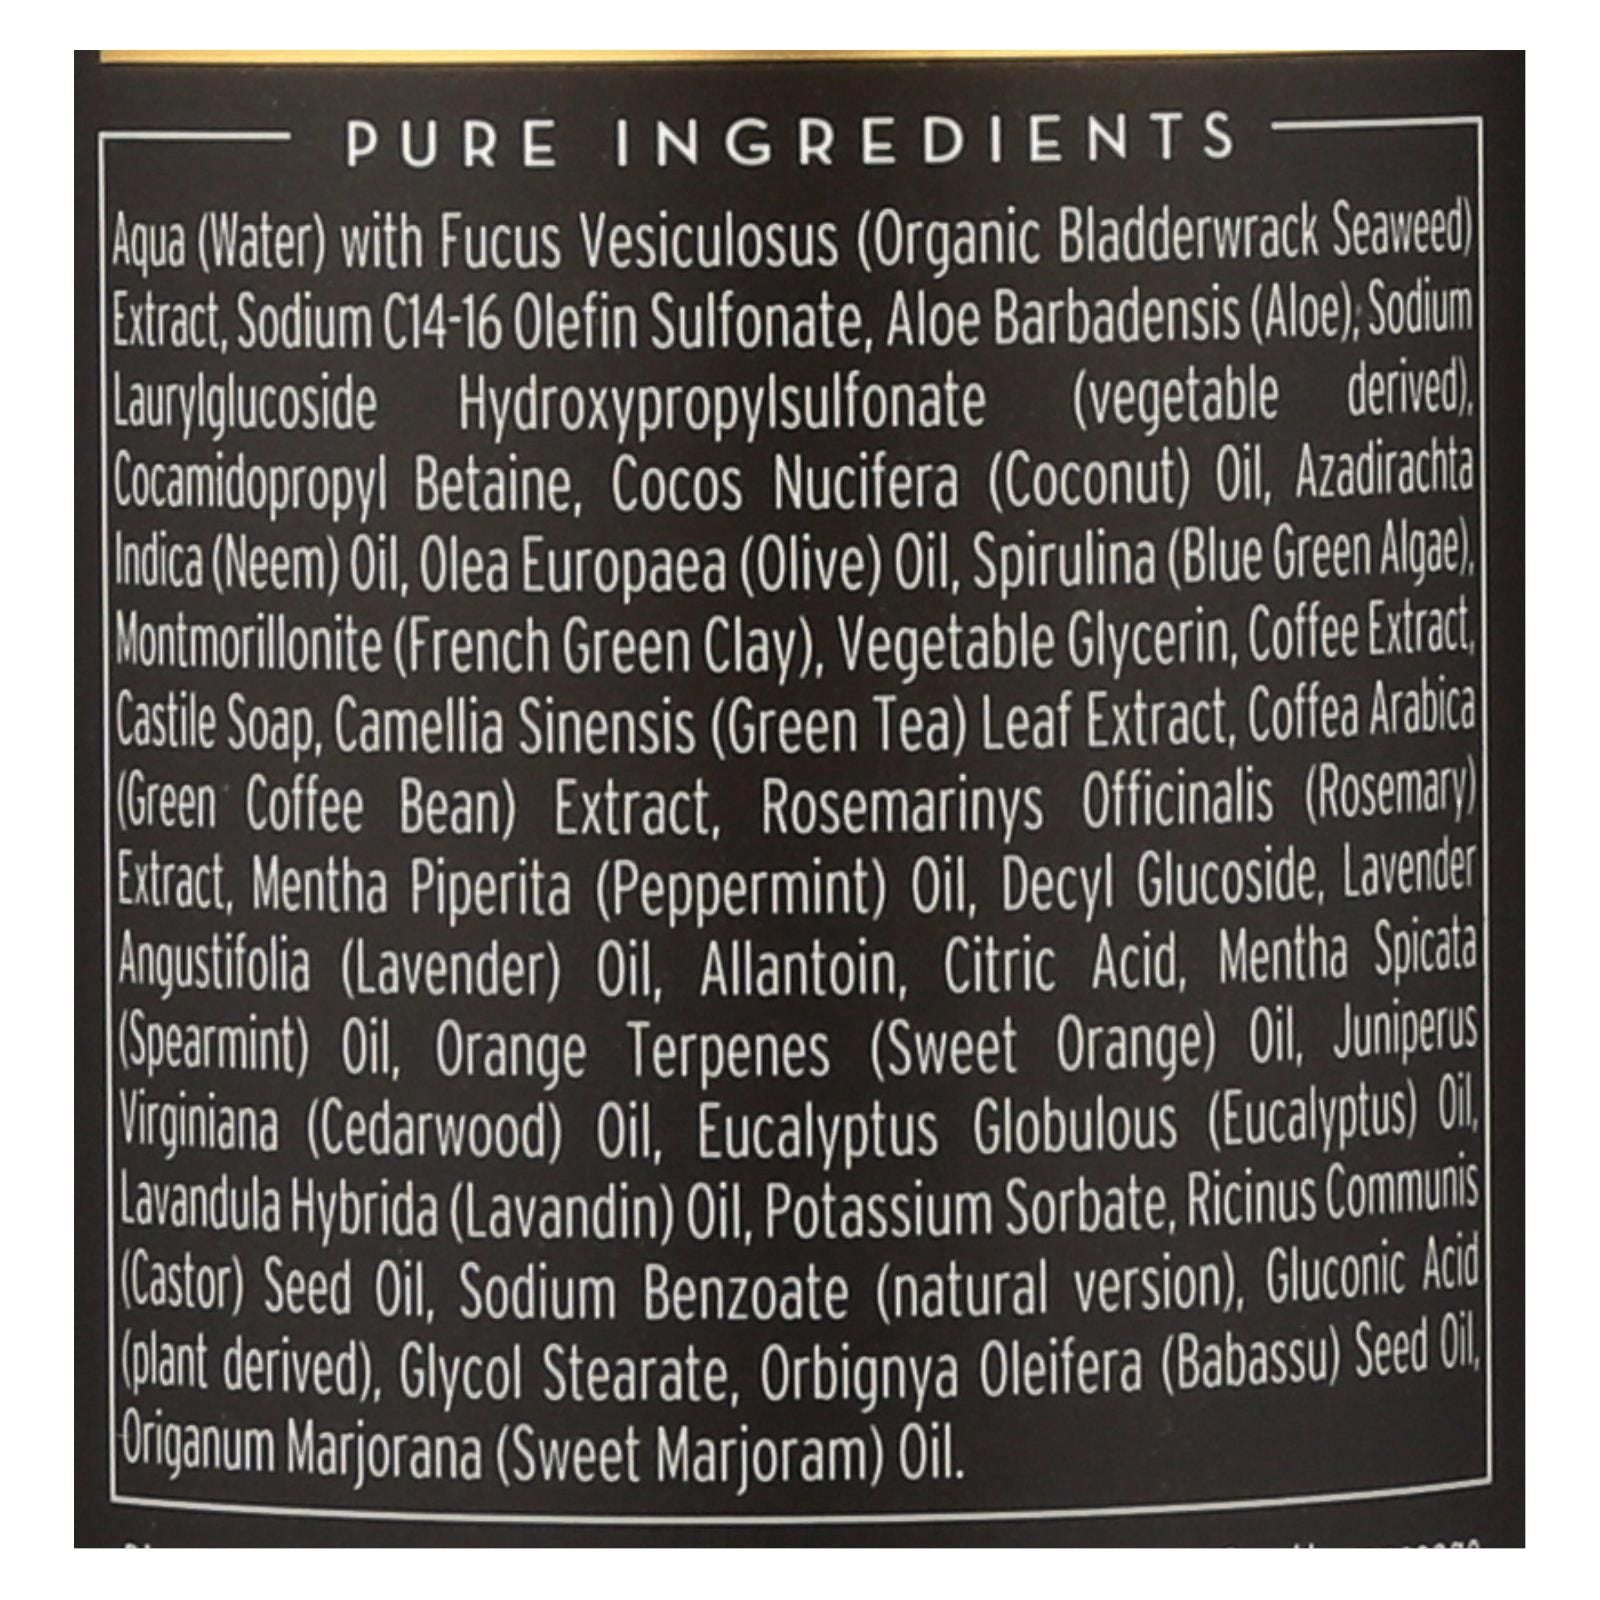 PURE INGREDIENTS
Aqua (Water) with Fucus Vesiculosus (Organic Bladderwrack Seaweed)
Extract, Sodium C14-16 Olefin Sulfonate, Aloe Barbadensis (Aloe), Sodium
Laurylglucoside Hydroxypropylsulfonate (vegetable derived),
Cocamidopropyl Betaine, Cocos Nucifera (Coconut) Oil, Azadirachta
Indica (Neem) Oil, Olea Europaea (Olive) Oil, Spirulina (Blue Green Algae),
Montmorillonite (French Green Clay), Vegetable Glycerin, Coffee Extract,
Castile Soap, Camellia Sinensis (Green Tea) Leaf Extract, Coffea Arabica
(Green Coffee Bean) Extract, Rosemarinys Officinalis (Rosemary)
Extract, Mentha Piperita (Peppermint) Oil, Decyl Glucoside, Lavender
Angustifolia (Lavender) Oil, Allantoin, Citric Acid, Mentha Spicata
(Spearmint) Oil, Orange Terpenes (Sweet Orange) Oil, Juniperus
Virginiana (Cedarwood) Oil, Eucalyptus Globulous (Eucalyptus) Oil,
Lavandula Hybrida (Lavandin) Oil, Potassium Sorbate, Ricinus Communis
(Castor) Seed Oil, Sodium Benzoate (natural version), Gluconic Acid
(plant derived), Glycol Stearate, Orbignya Oleifera (Babassu) Seed Oil,
Origanum Marjorana (Sweet Marjoram) Oil.